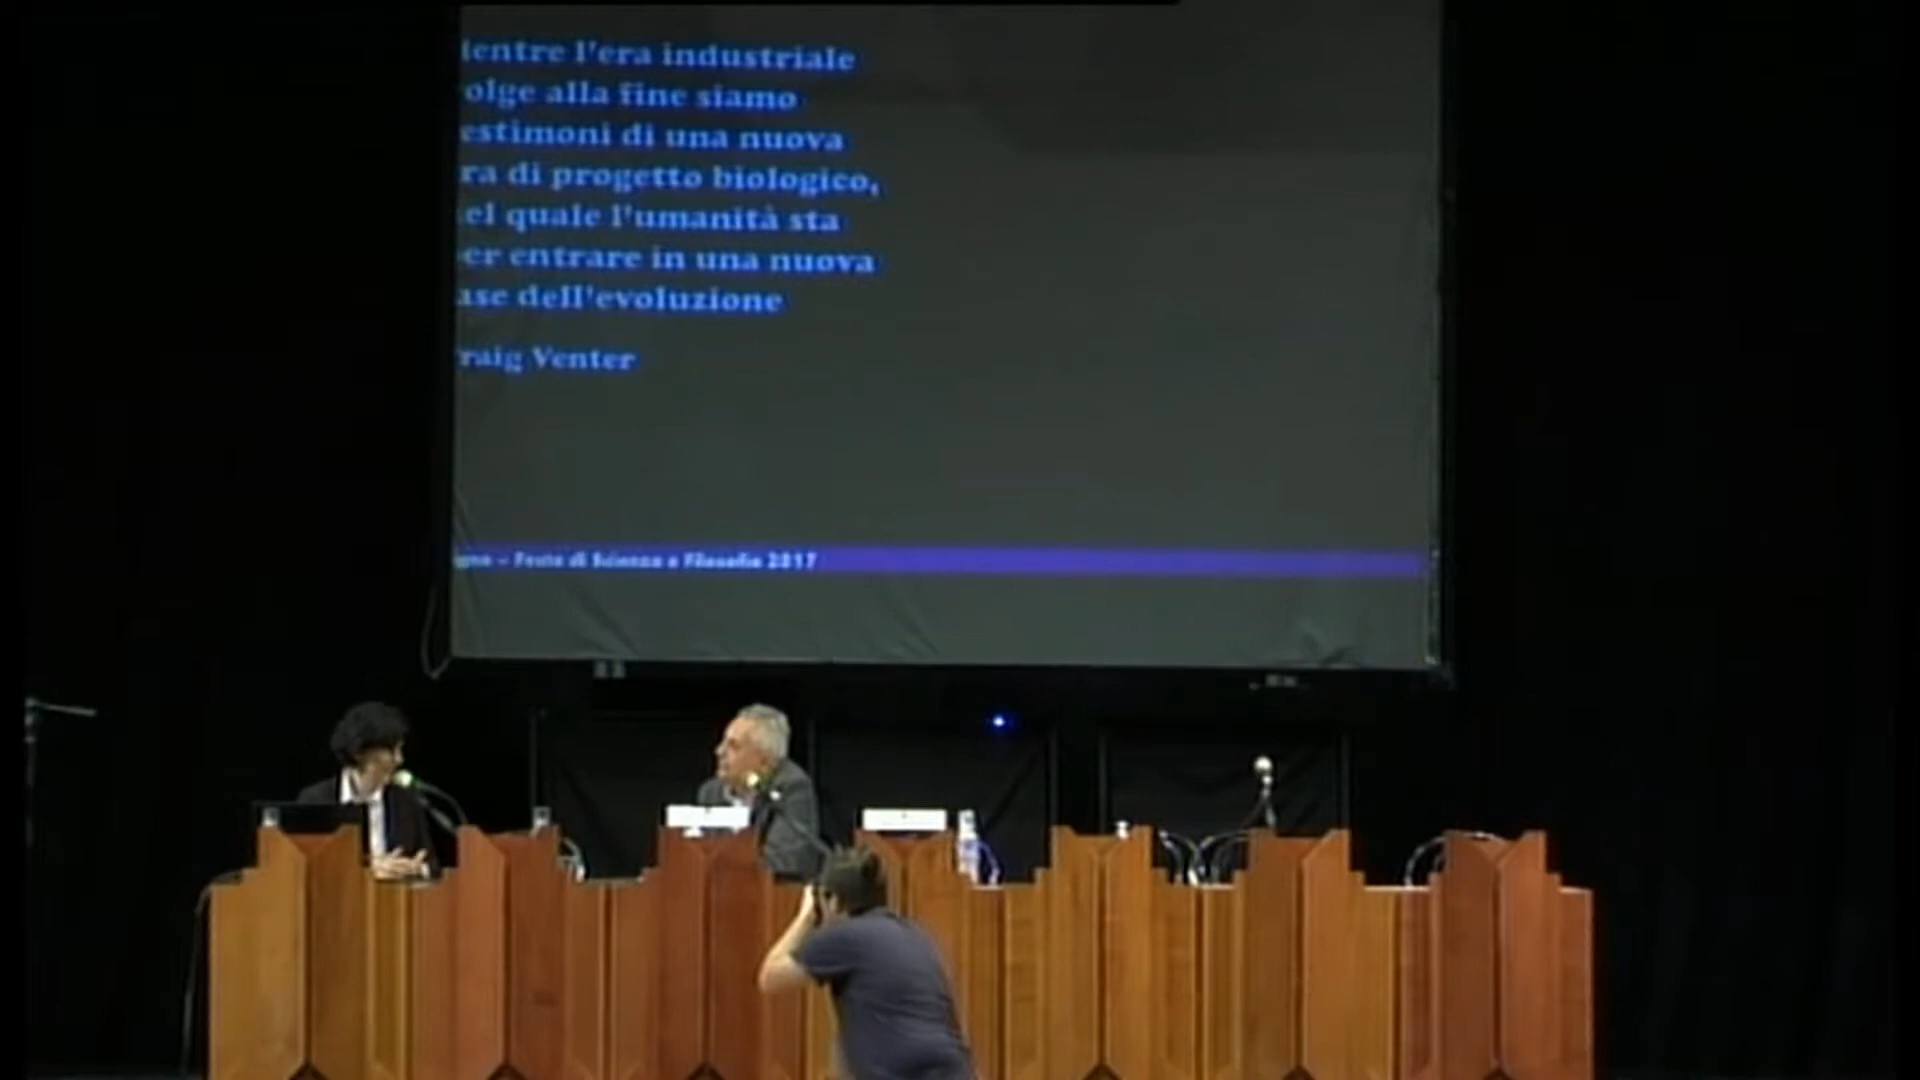 entre l'era industriale
olge alla fine siamo
estimoni di una nuova
ra di progetto biologico,
el quale l'umanità sta
er entrare in una nuova
ase dell'evoluzione
raig Venter
gno – Festa di Scienza e Filosofia 2017